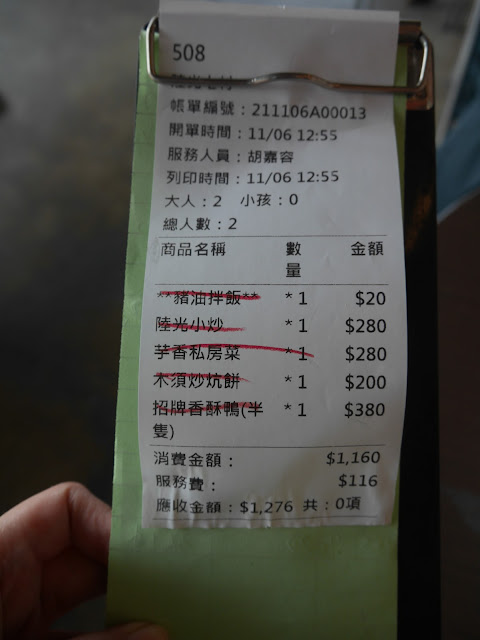 508
陸光七村
帳單編號：211106A00013
開單時間：11/06 12:55
服務人員：胡嘉容
列印時間：11/06 12:55
大人：2 小孩：0
總人數：2
商品名稱 數量 金額
**豬油拌飯** *1 $20
陸光小炒 *1 $280
芋香私房菜 *1 $280
木須炒炕餅 *1 $200
招牌香酥鴨(半 *1 $380
隻)
消費金額： $1,160
服務費： $116
應收金額：$1,276 共：0項